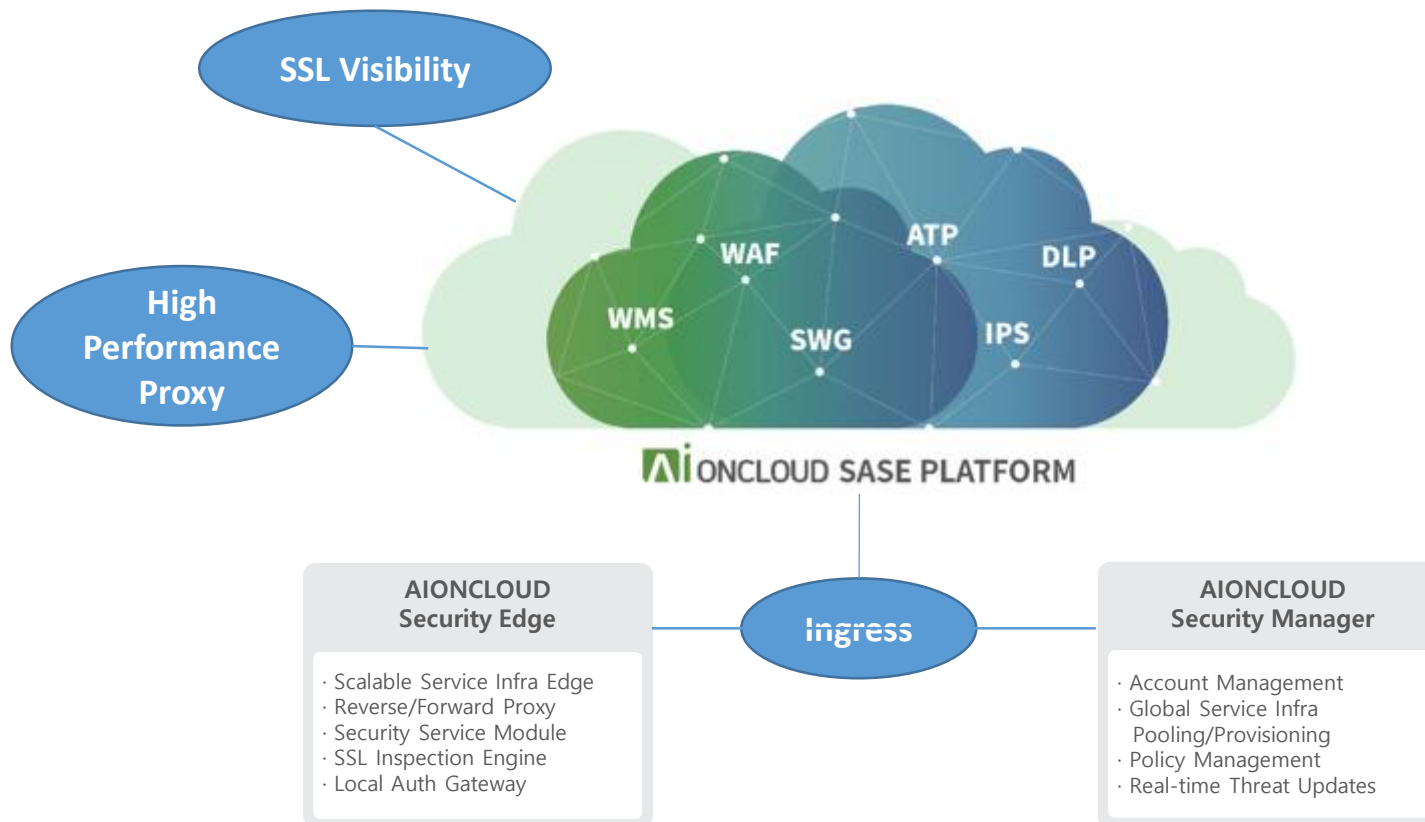 SSL Visibility
High
Performance
Proxy
WAF
ATP
DLP
WMS
SWG
IPS
Ai ONCLOUD SASE PLATFORM
AIONCLOUD
Security Edge
· Scalable Service Infra Edge
· Reverse/Forward Proxy
· Security Service Module
· SSL Inspection Engine
· Local Auth Gateway
Ingress
AIONCLOUD
Security Manager
· Account Management
· Global Service Infra
Pooling/Provisioning
· Policy Management
· Real-time Threat Updates